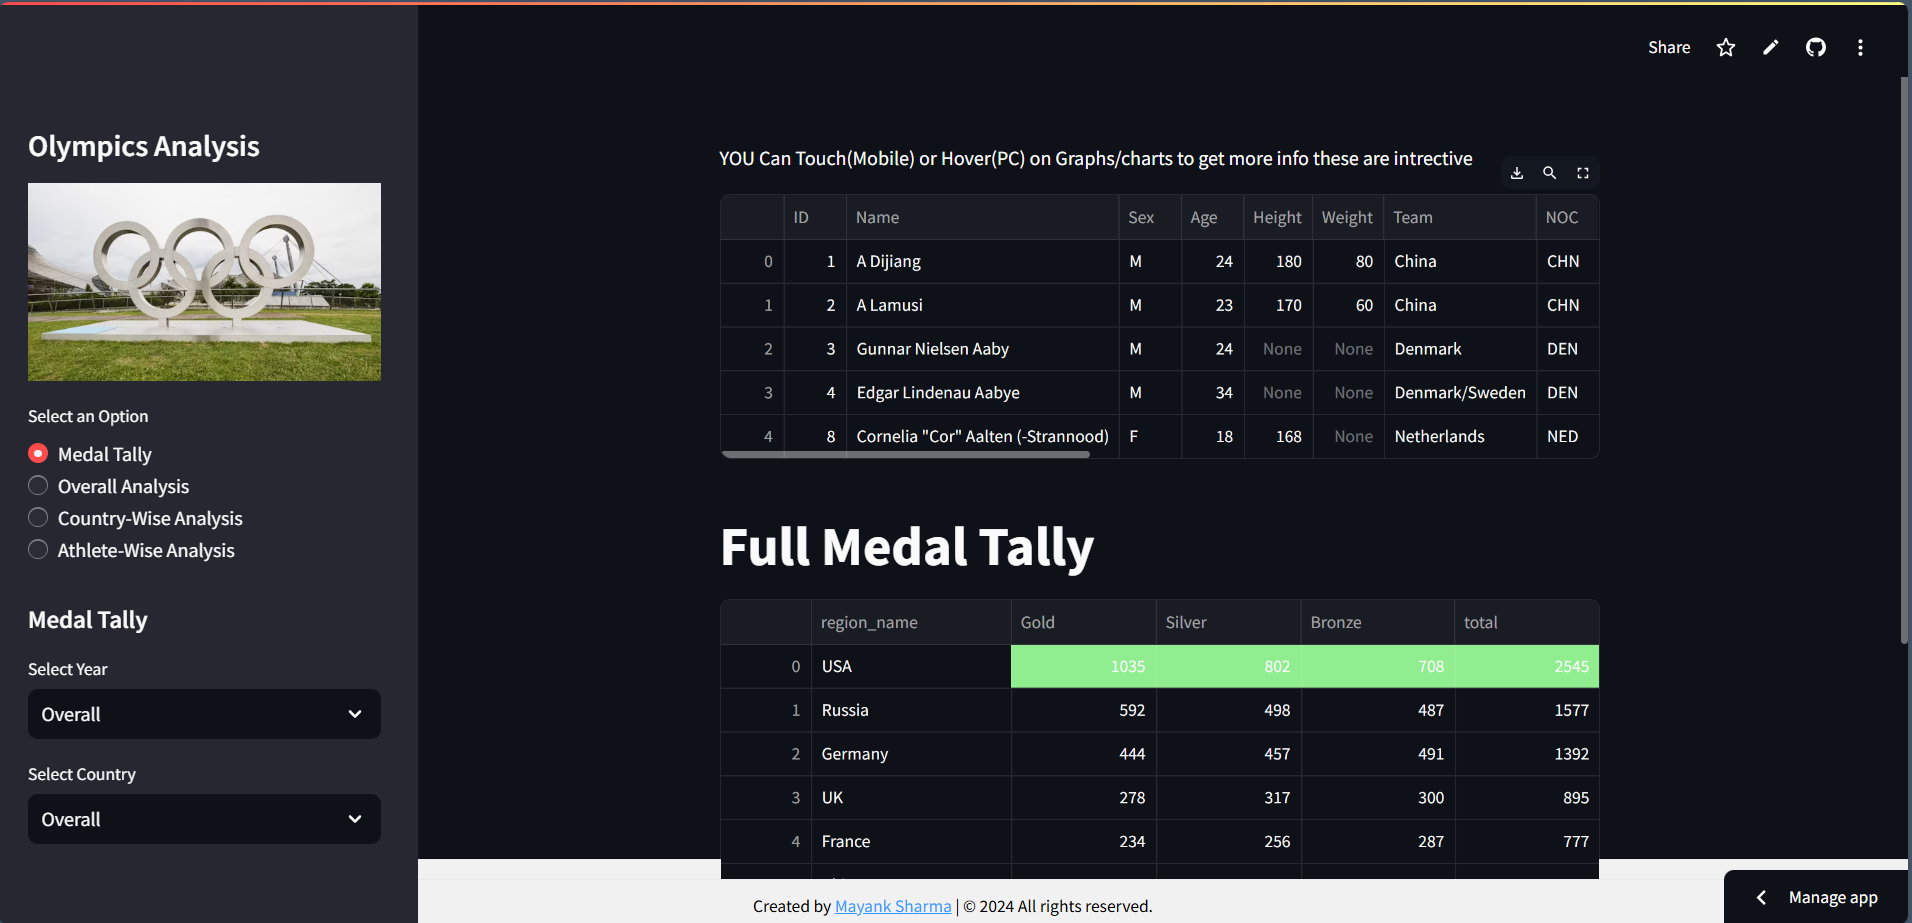 Share
Olympics Analysis
Select an Option
Medal Tally
Overall Analysis
Country-Wise Analysis
Athlete-Wise Analysis
Medal Tally
Select Year
Overall
Select Country
Overall
YOU Can Touch(Mobile) or Hover(PC) on Graphs/charts to get more info these are intrective
ID Name Sex Age Height Weight Team NOC
0 1 A Dijiang M 24 180 80 China CHN
1 2 A Lamusi M 23 170 60 China CHN
2 3 Gunnar Nielsen Aaby M 24 None None Denmark DEN
3 4 Edgar Lindenau Aabye M 34 None None Denmark/Sweden DEN
4 8 Cornelia "Cor" Aalten (-Strannood) F 18 168 None Netherlands NED
Full Medal Tally
region_name Gold Silver Bronze total
0 USA 1035 802 708 2545
1 Russia 592 498 487 1577
2 Germany 444 457 491 1392
3 UK 278 317 300 895
4 France 234 256 287 777
Created by Mayank Sharma | © 2024 All rights reserved.
Manage app